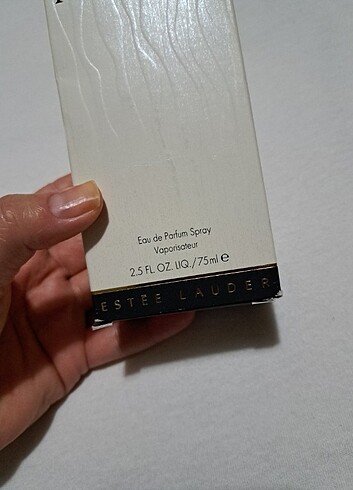 Eau de Parfum Spray
Vaporisateur
2.5 FL. OZ. LIQ./75ml e
ESTĒE LAUDER